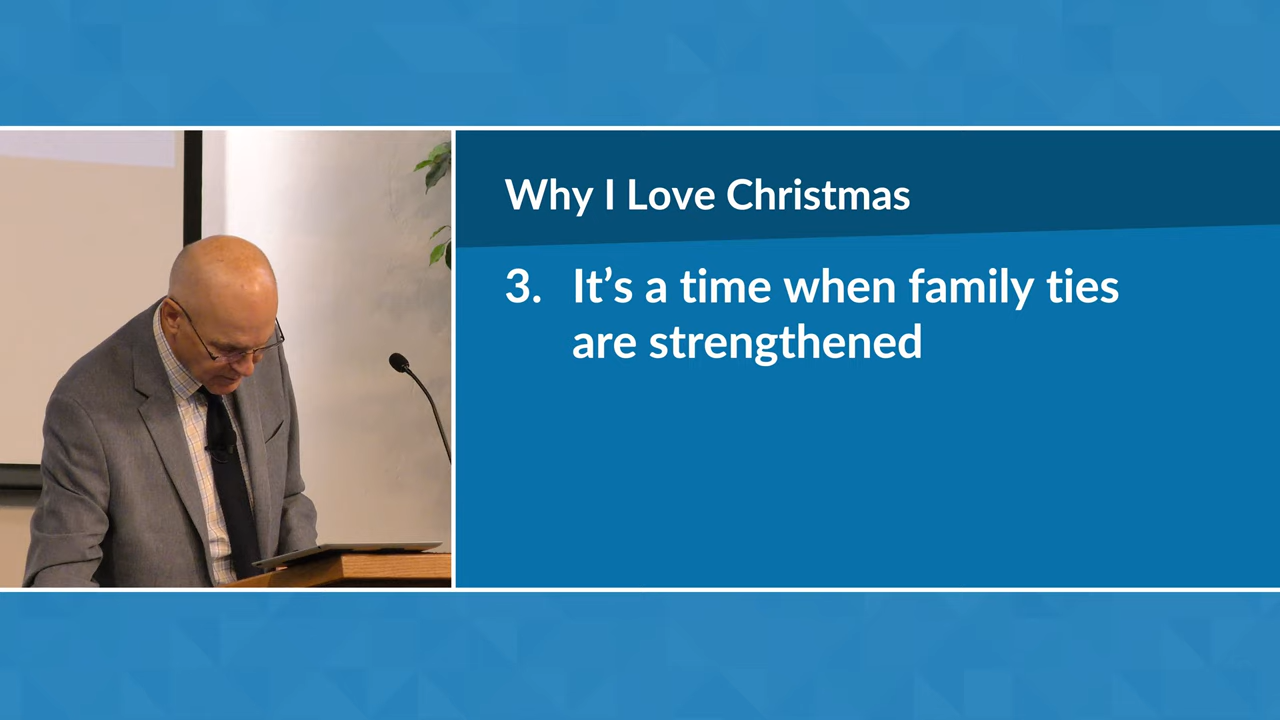 Why I Love Christmas
3. It’s a time when family ties
are strengthened